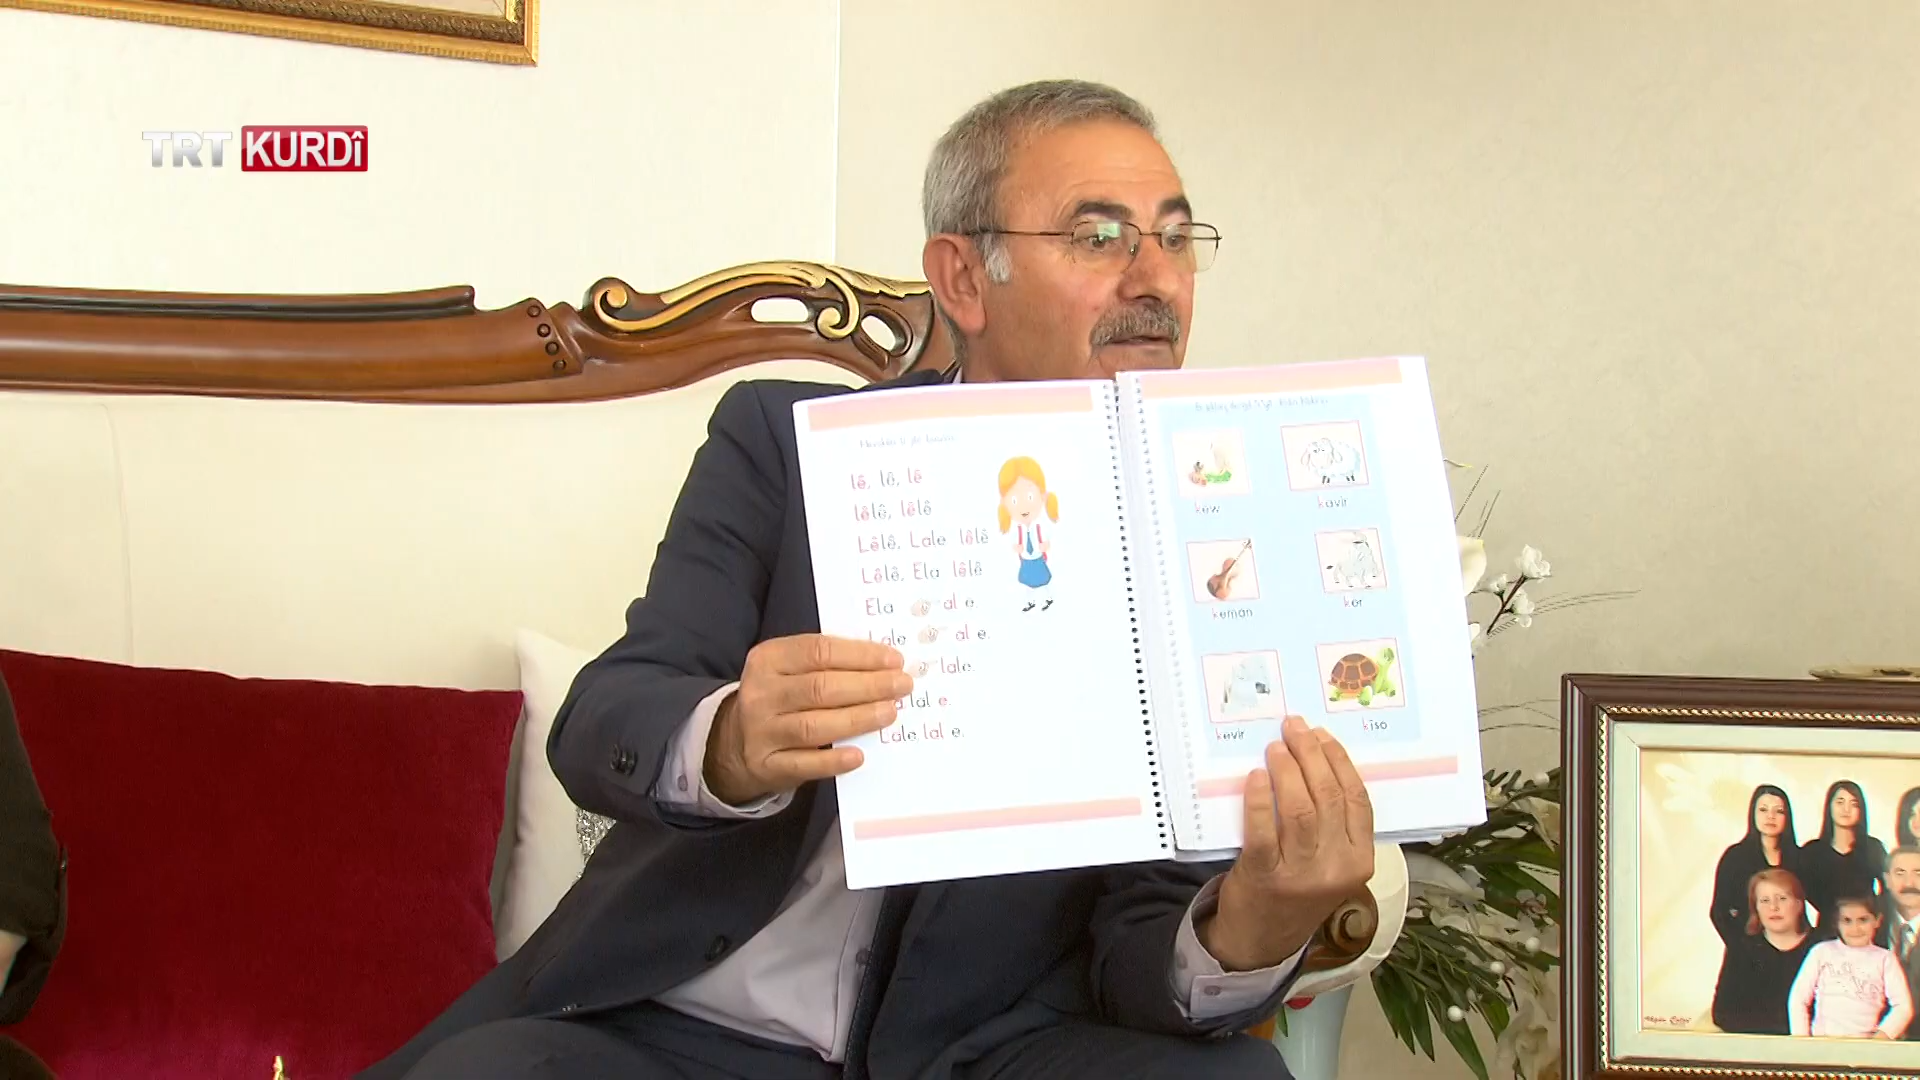 TRT KURDî
lê, lê, lê
lêlê, lêlê
Lêlê, Lale lêlê
Lêlê, Ela lêlê
Ela al e.
Lale al e.
lale.
lal e.
Lale lal e.
kew
kavir
keman
ker
kevir
kîso